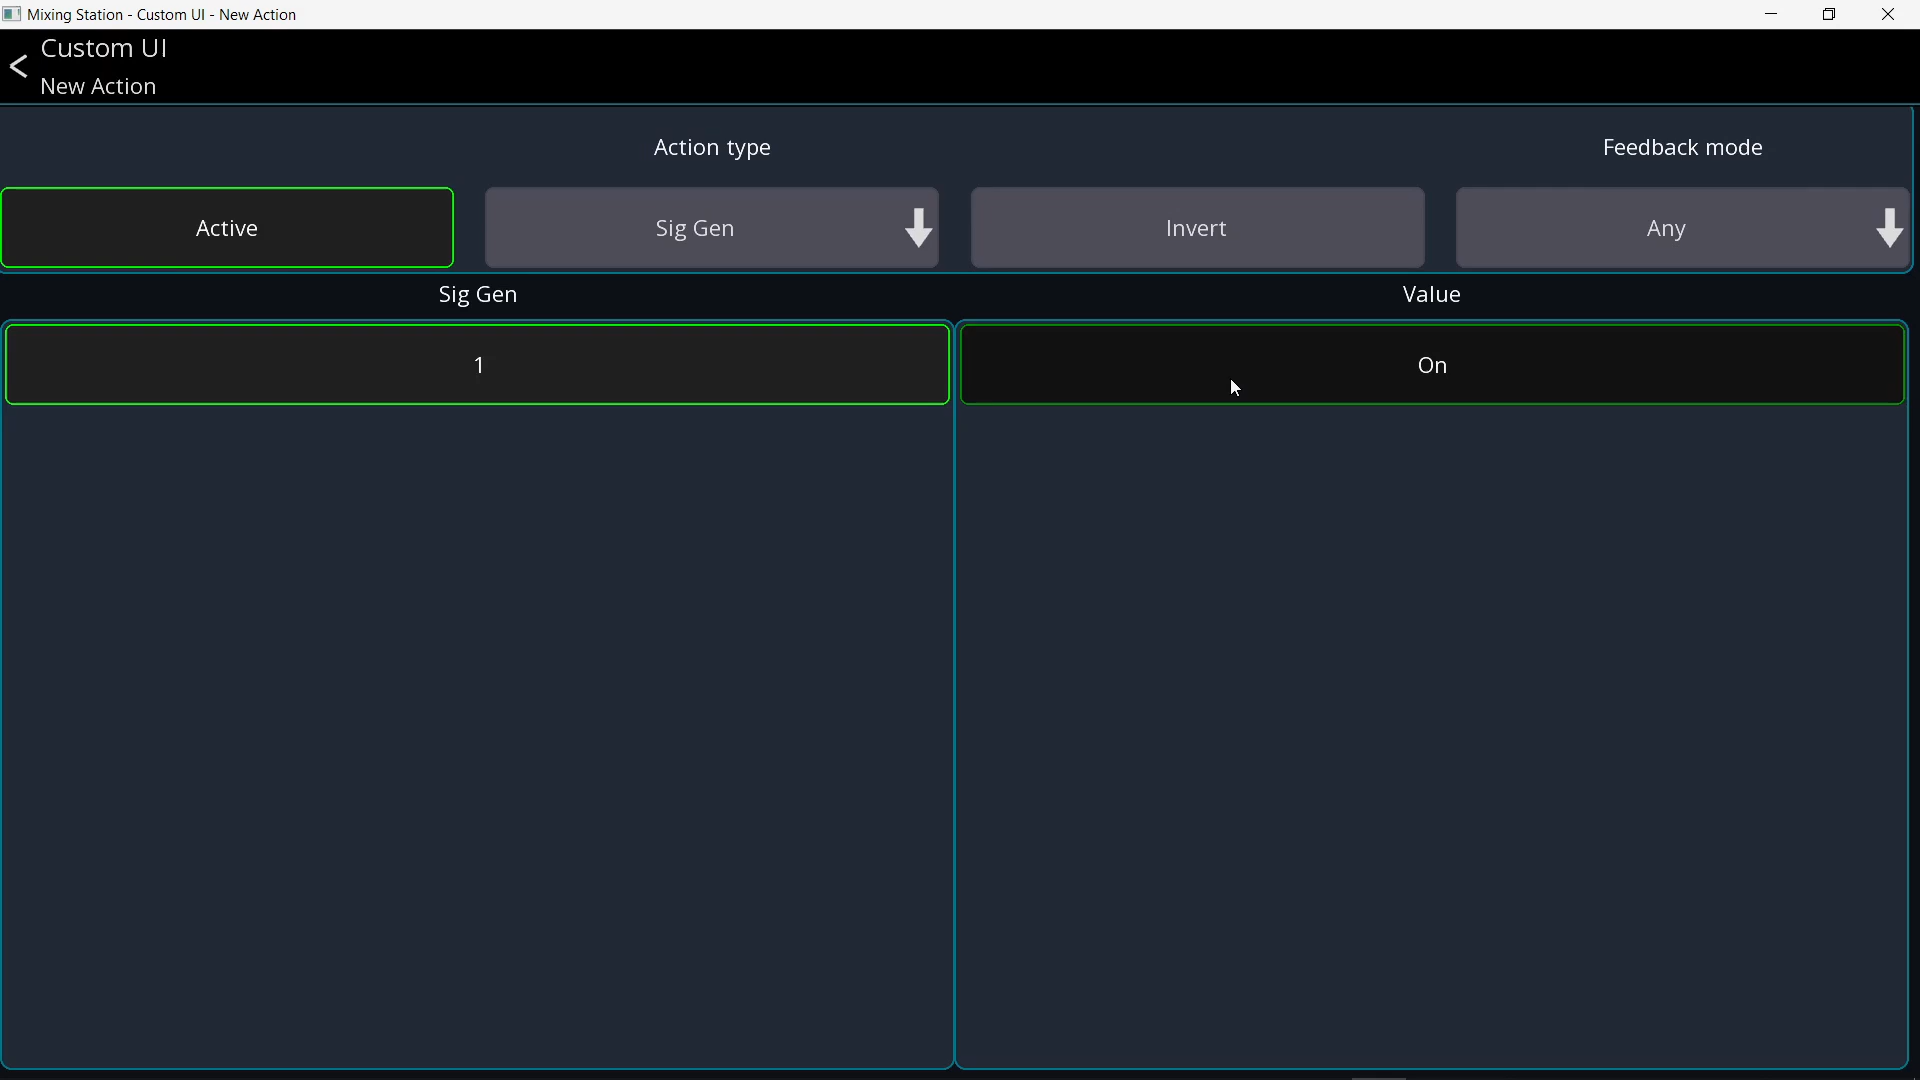 Mixing Station - Custom UI - New Action
Custom UI
New Action
Action type
Feedback mode
Active
Sig Gen
Invert
Any
Sig Gen
Value
1
On